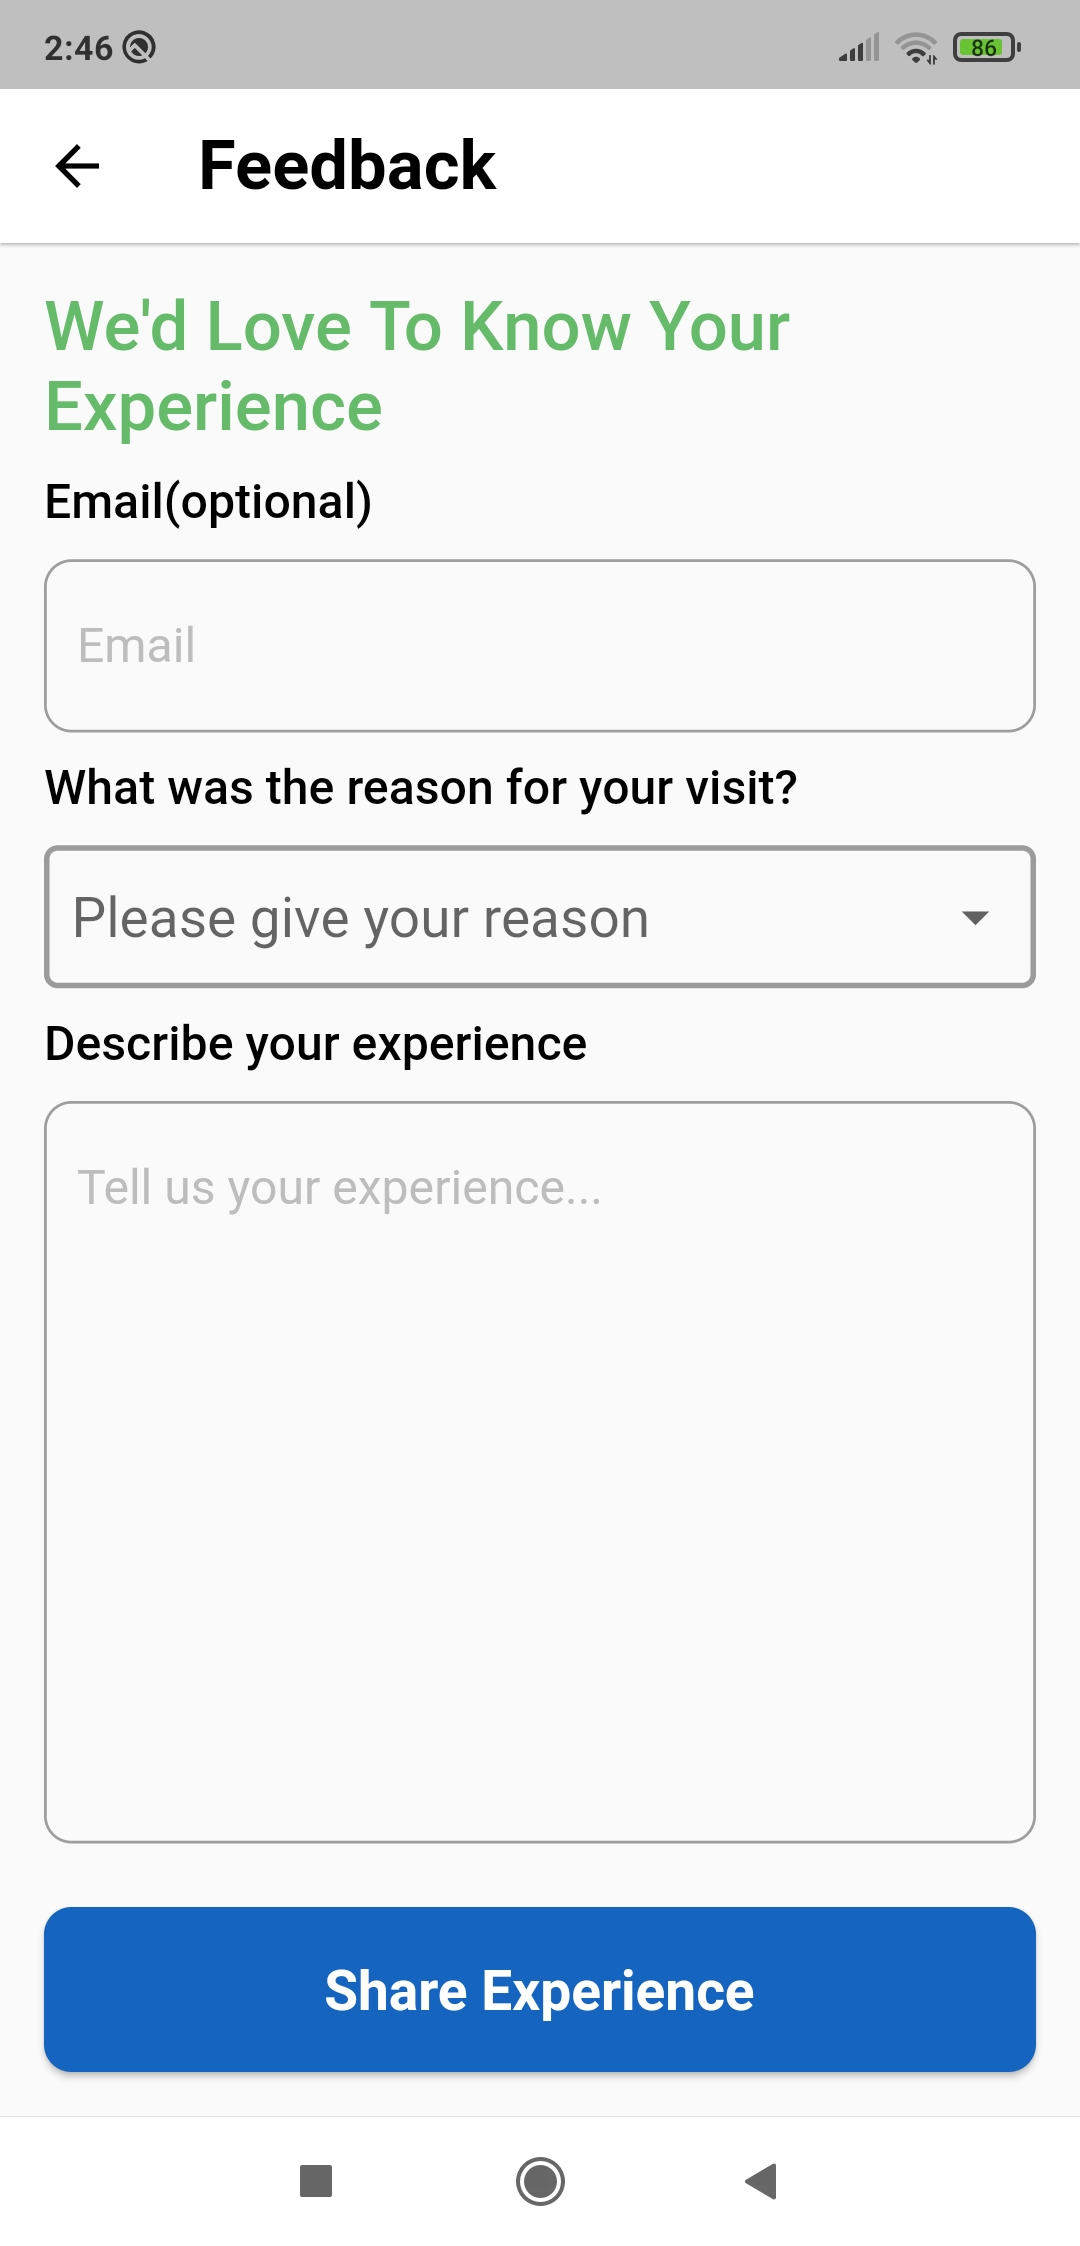 2:46
86
Feedback
We'd Love To Know Your
Experience
Email(optional)
Email
What was the reason for your visit?
Please give your reason
Describe your experience
Tell us your experience...
Share Experience